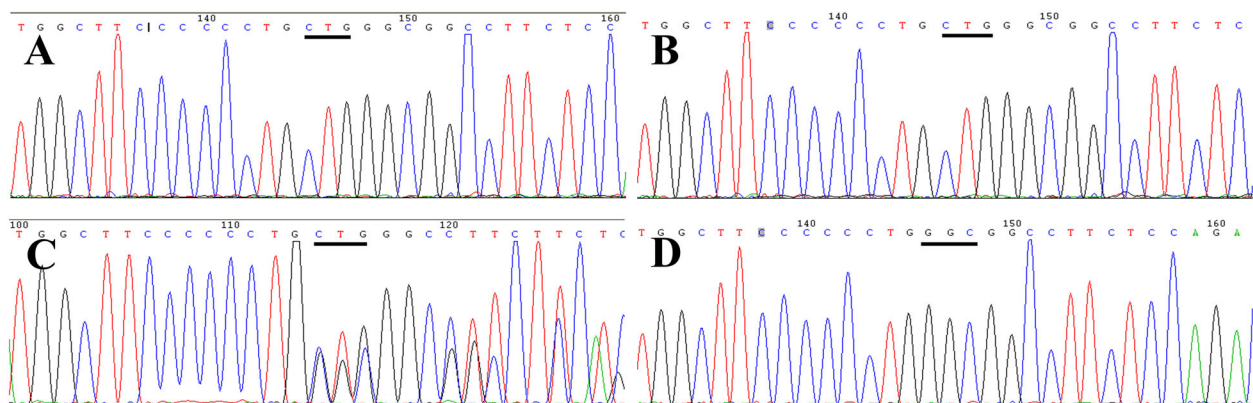 140 150 160
T G G C T T C C C C C C T G C T G G G C G G C C T T C T C C
A
140 150
T G G C T T C C C C C C T G C T G G G C G G C C T T C T C
B
100 110 120
T G G C T T C C C C C C T G C T G G G C C T T C T T C T C
C
140 150 160
T G G C T T C C C C C C T G G G C G G C C T T C T C C A G A
D